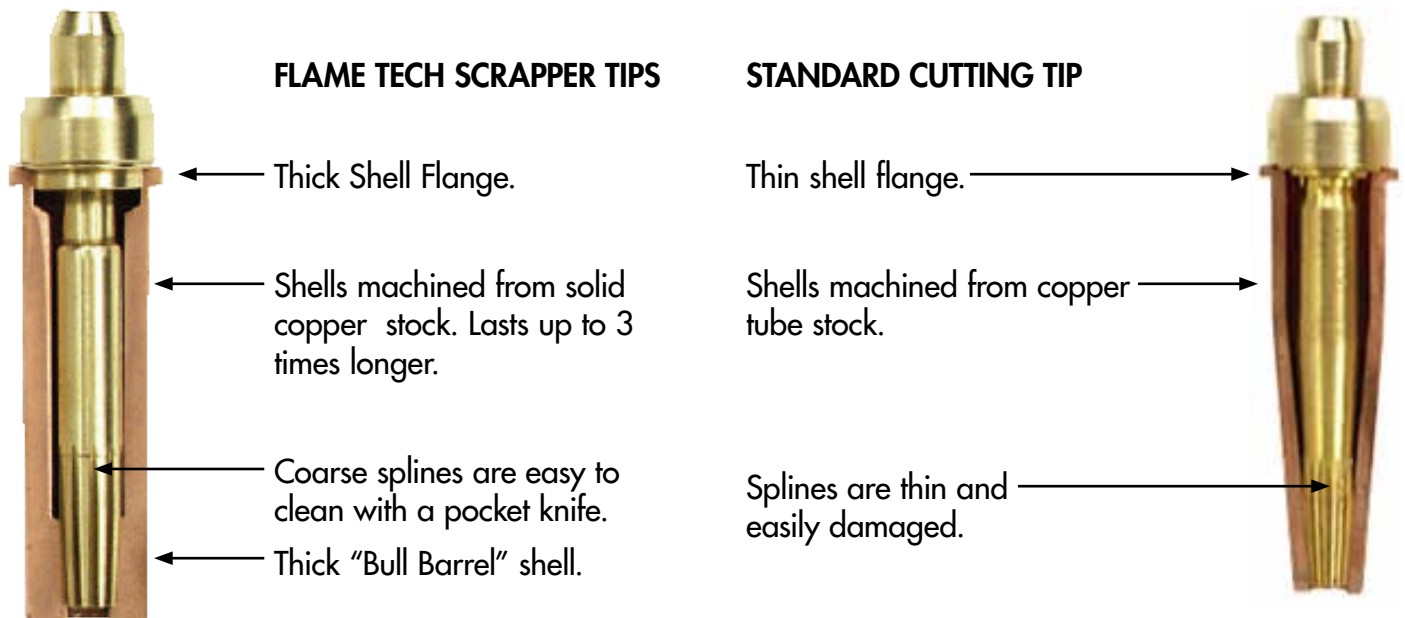 FLAME TECH SCRAPPER TIPS
Thick Shell Flange.
Shells machined from solid
copper stock. Lasts up to 3
times longer.
Coarse splines are easy to
clean with a pocket knife.
Thick “Bull Barrel” shell.
STANDARD CUTTING TIP
Thin shell flange.
Shells machined from copper
tube stock.
Splines are thin and
easily damaged.